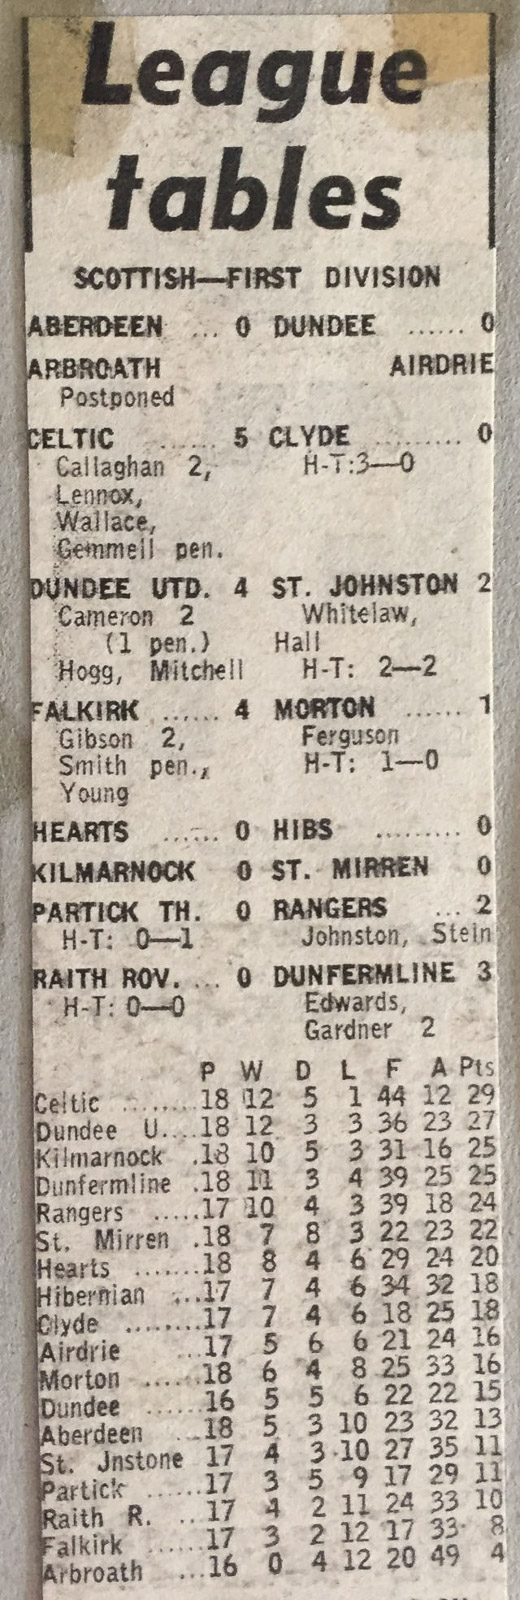 League
tables
SCOTTISH—FIRST DIVISION
ABERDEEN ... 0 DUNDEE ...... 0
ARBROATH AIRDRIE
Postponed
CELTIC ...... 5 CLYDE ......... 0
Callaghan 2, H-T:3—0
Lennox,
Wallace,
Gemmell pen.
DUNDEE UTD. 4 ST. JOHNSTON 2
Cameron 2 Whitelaw,
(1 pen.) Hall
Hogg, Mitchell H-T: 2—2
FALKIRK ...... 4 MORTON ...... 1
Gibson 2, Ferguson
Smith pen., H-T: 1—0
Young
HEARTS ...... 0 HIBS ......... 0
KILMARNOCK 0 ST. MIRREN 0
PARTICK TH. 0 RANGERS ... 2
H-T: 0—1 Johnston, Stein
RAITH ROV. ... 0 DUNFERMLINE 3
H-T: 0—0 Edwards,
Gardner 2
P W D L F A Pts
Celtic ........18 12 5 1 44 12 29
Dundee U....18 12 3 3 36 23 27
Kilmarnock .18 10 5 3 31 16 25
Dunfermline .18 11 3 4 39 25 25
Rangers .....17 10 4 3 39 18 24
St. Mirren .18 7 8 3 22 23 22
Hearts .......18 8 4 6 29 24 20
Hibernian ...17 7 4 6 34 32 18
Clyde ........17 7 4 6 18 25 18
Airdrie ...17 5 6 6 21 24 16
Morton ......18 6 4 8 25 33 16
Dundee ......16 5 5 6 22 22 15
Aberdeen ...18 5 3 10 23 32 13
St. Jnstone 17 4 3 10 27 35 11
Partick ......17 3 5 9 17 29 11
Raith R. ...17 4 2 11 24 33 10
Falkirk ......17 3 2 12 17 33 8
Arbroath ...16 0 4 12 20 49 4